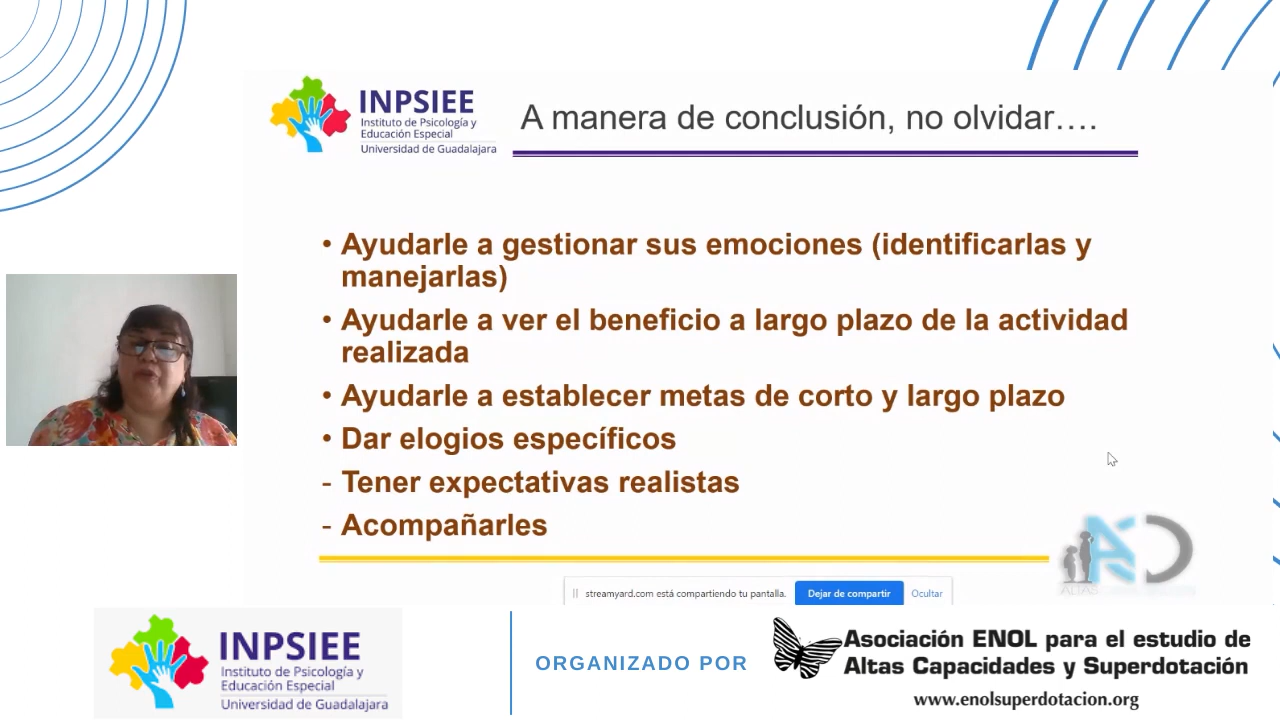 INPSIEE
Instituto de Psicología y
Educación Especial
Universidad de Guadalajara
A manera de conclusión, no olvidar….
• Ayudarle a gestionar sus emociones (identificarlas y
manejarlas)
• Ayudarle a ver el beneficio a largo plazo de la actividad
realizada
• Ayudarle a establecer metas de corto y largo plazo
• Dar elogios específicos
- Tener expectativas realistas
- Acompañarles
streamyard.com está compartiendo tu pantalla.
Dejar de compartir
Ocultar
INPSIEE
Instituto de Psicología y
Educación Especial
Universidad de Guadalajara
ORGANIZADO POR
Asociación ENOL para el estudio de
Altas Capacidades y Superdotación
www.enolsuperdotacion.org